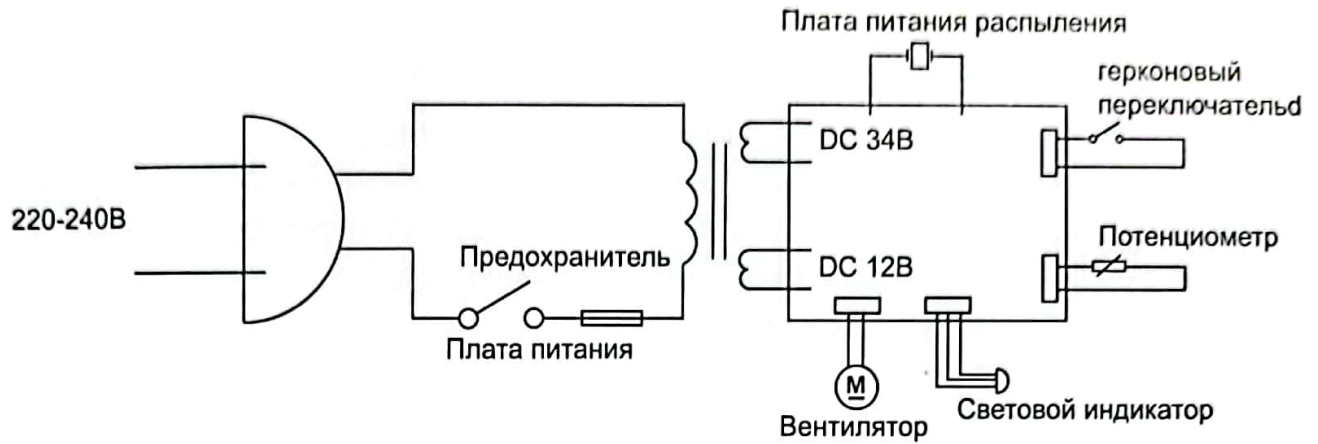 Плата питания распыления
герконовый
переключательd
DC 34В
220-240В
Предохранитель
Потенциометр
DC 12В
Плата питания
M
Световой индикатор
Вентилятор